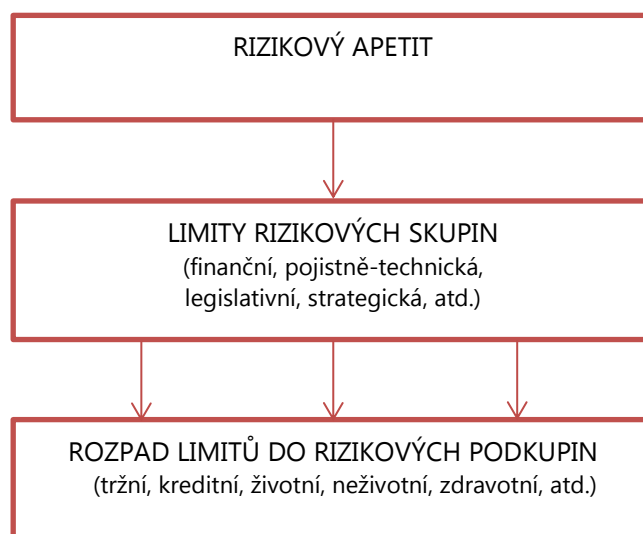 RIZIKOVÝ APETIT
LIMITY RIZIKOVÝCH SKUPIN
(finanční, pojistně-technická,
legislativní, strategická, atd.)
ROZPAD LIMITŮ DO RIZIKOVÝCH PODKUPIN
(tržní, kreditní, životní, neživotní, zdravotní, atd.)